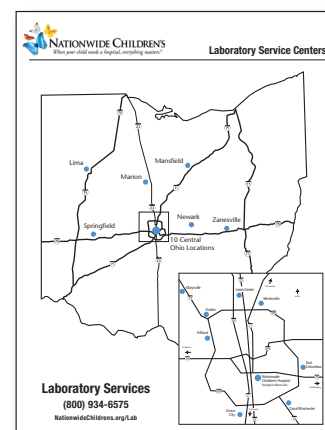 NATIONWIDE CHILDREN'S
When your child needs a hospital, everything matters.
Laboratory Service Centers
Lima
Mansfield
Marion
Newark
Zanesville
Springfield
10 Central
Ohio Locations
Marysville
Lewis Center
Westerville
Dublin
Hilliard
East
Columbus
Nationwide
Children's Hospital
Grove
City
Canal Winchester
Laboratory Services
(800) 934-6575
NationwideChildrens.org/Lab